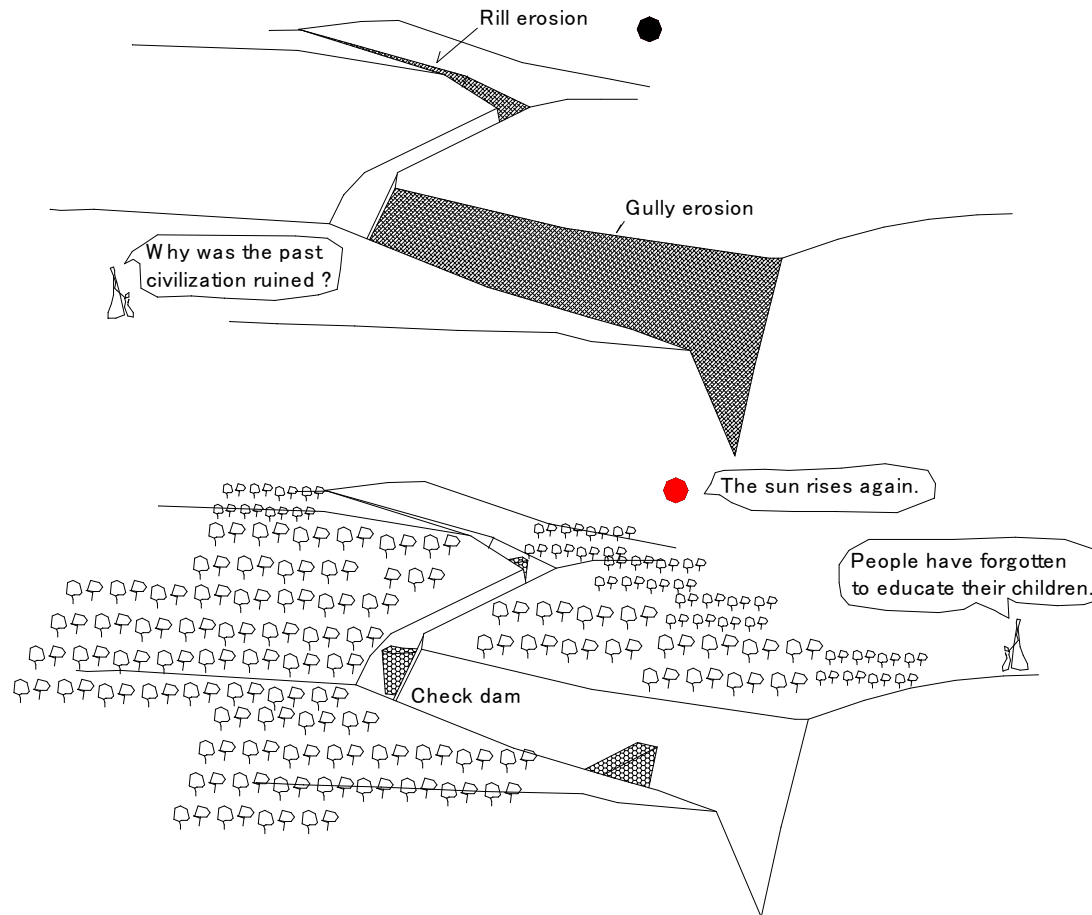 Rill erosion
Gully erosion
Why was the past
civilization ruined ?
The sun rises again.
People have forgotten
to educate their children.
Check dam